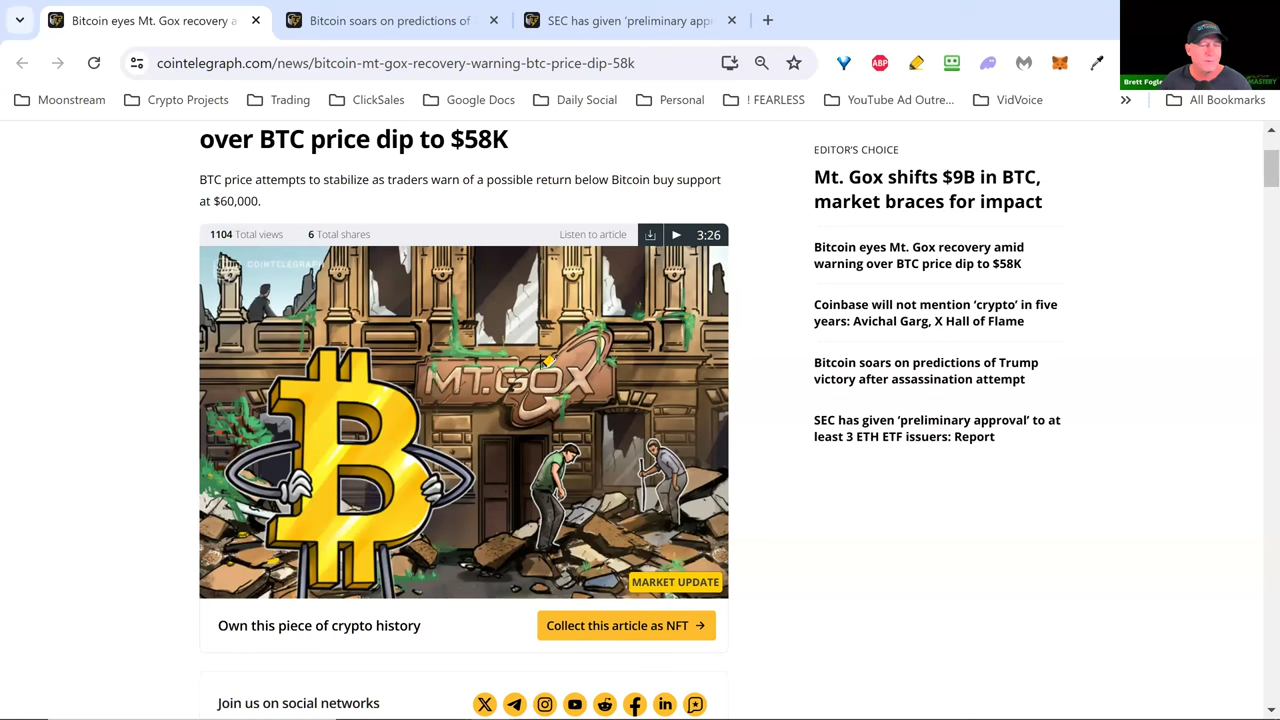 Bitcoin eyes Mt. Gox recovery a
Bitcoin soars on predictions of
SEC has given 'preliminary app
cointelegraph.com/news/bitcoin-mt-gox-recovery-warning-btc-price-dip-58k
ABP
Brett Fogle
MASTERY
Moonstream
Crypto Projects
Trading
ClickSales
Google Docs
Daily Social
Personal
! FEARLESS
YouTube Ad Outre...
VidVoice
All Bookmarks
over BTC price dip to $58K
BTC price attempts to stabilize as traders warn of a possible return below Bitcoin buy support
at $60,000.
1104 Total views
6 Total shares
Listen to article
3:26
COINTELEGRAPH
MT.GOX
MARKET UPDATE
Own this piece of crypto history
Collect this article as NFT
Join us on social networks
EDITOR'S CHOICE
Mt. Gox shifts $9B in BTC,
market braces for impact
Bitcoin eyes Mt. Gox recovery amid
warning over BTC price dip to $58K
Coinbase will not mention 'crypto' in five
years: Avichal Garg, X Hall of Flame
Bitcoin soars on predictions of Trump
victory after assassination attempt
SEC has given 'preliminary approval' to at
least 3 ETH ETF issuers: Report